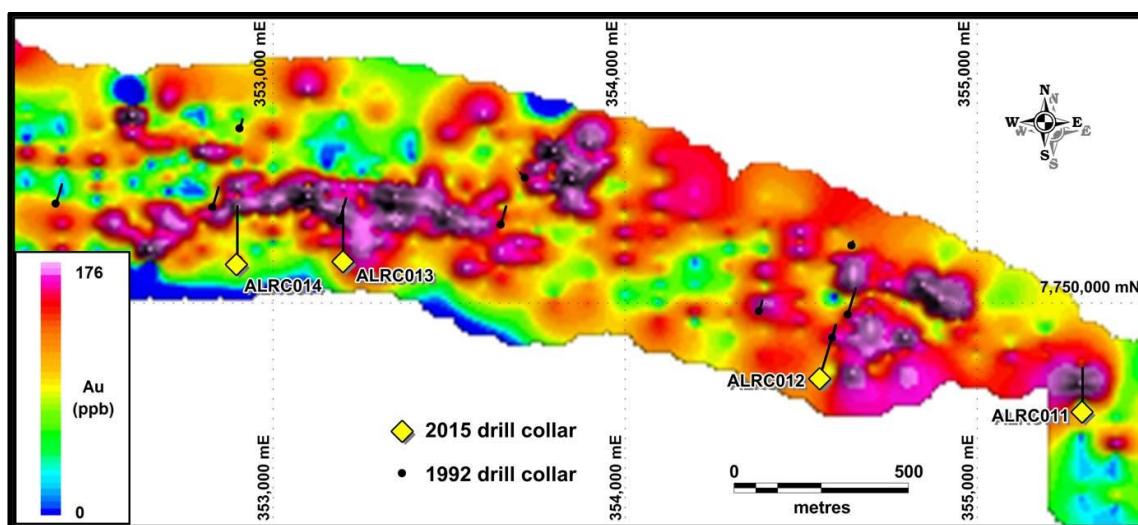 353,000 mE
354,000 mE
355,000 mE
N
N
W
W
E
E
S
S
7,750,000 mN
176
Au
(ppb)
0
ALRC014
ALRC013
ALRC012
ALRC011
2015 drill collar
1992 drill collar
353,000 mE
354,000 mE
355,000 mE
0
500
metres